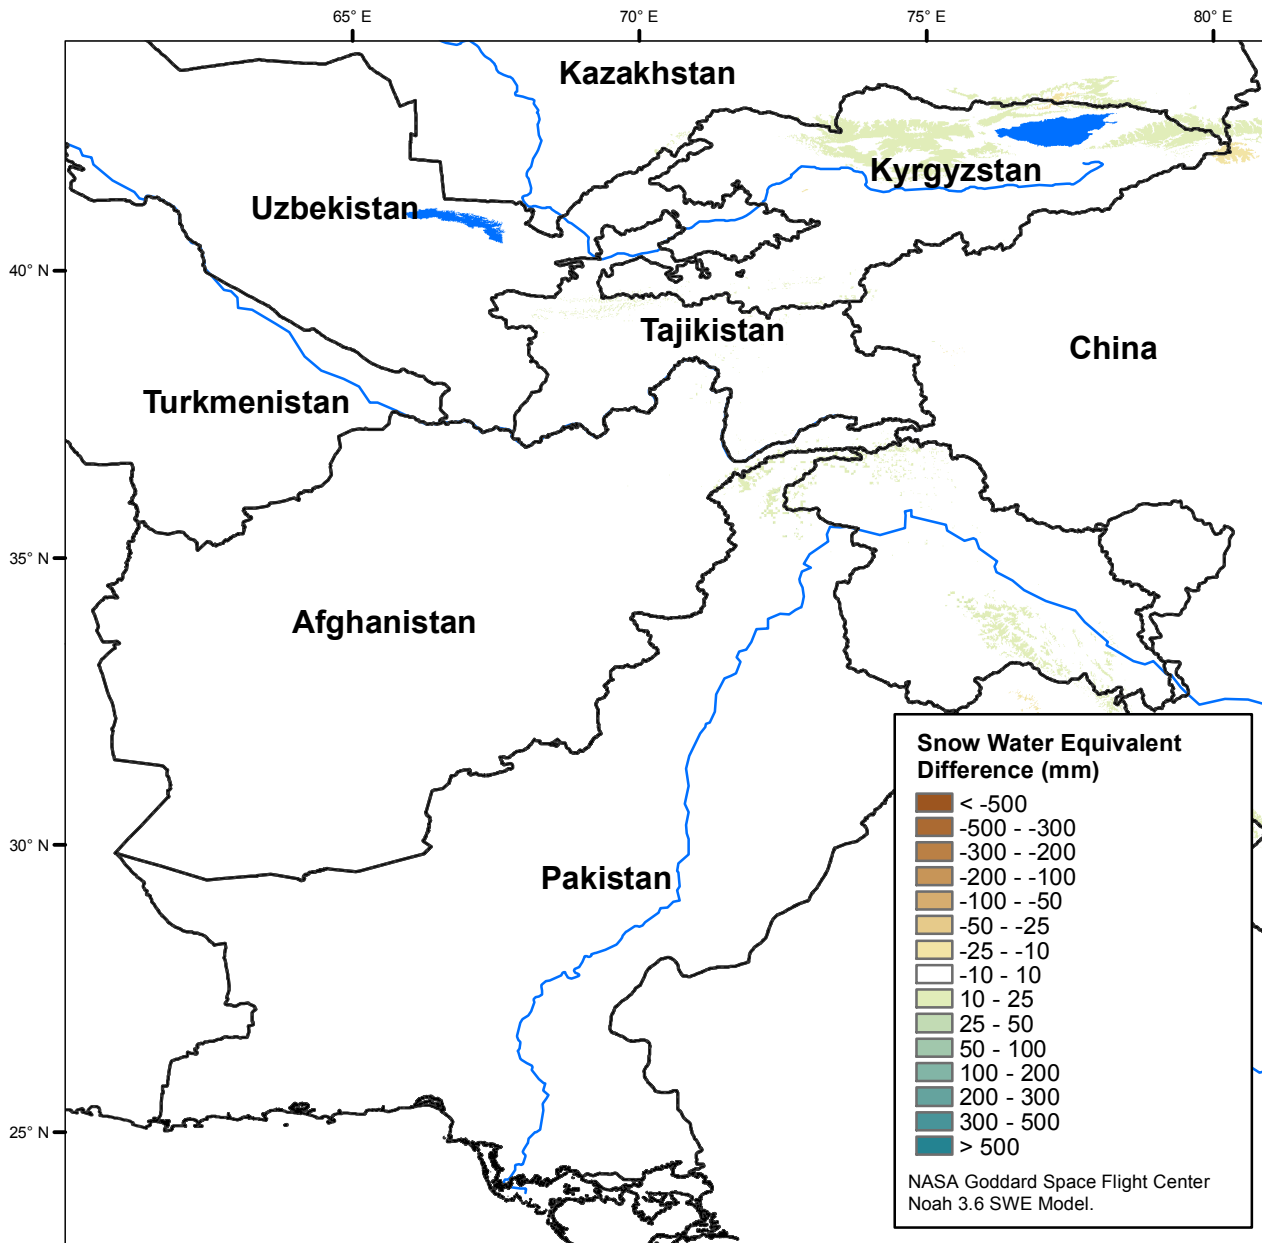 65° E
70° E
75° E
80° E
Kazakhstan
Kyrgyzstan
Uzbekistan
40° N
Tajikistan
China
Turkmenistan
35° N
Afghanistan
Snow Water Equivalent
Difference (mm)
< -500
-500 - -300
-300 - -200
-200 - -100
-100 - -50
-50 - -25
-25 - -10
-10 - 10
10 - 25
25 - 50
50 - 100
100 - 200
200 - 300
300 - 500
> 500
NASA Goddard Space Flight Center
Noah 3.6 SWE Model.
30° N
Pakistan
25° N